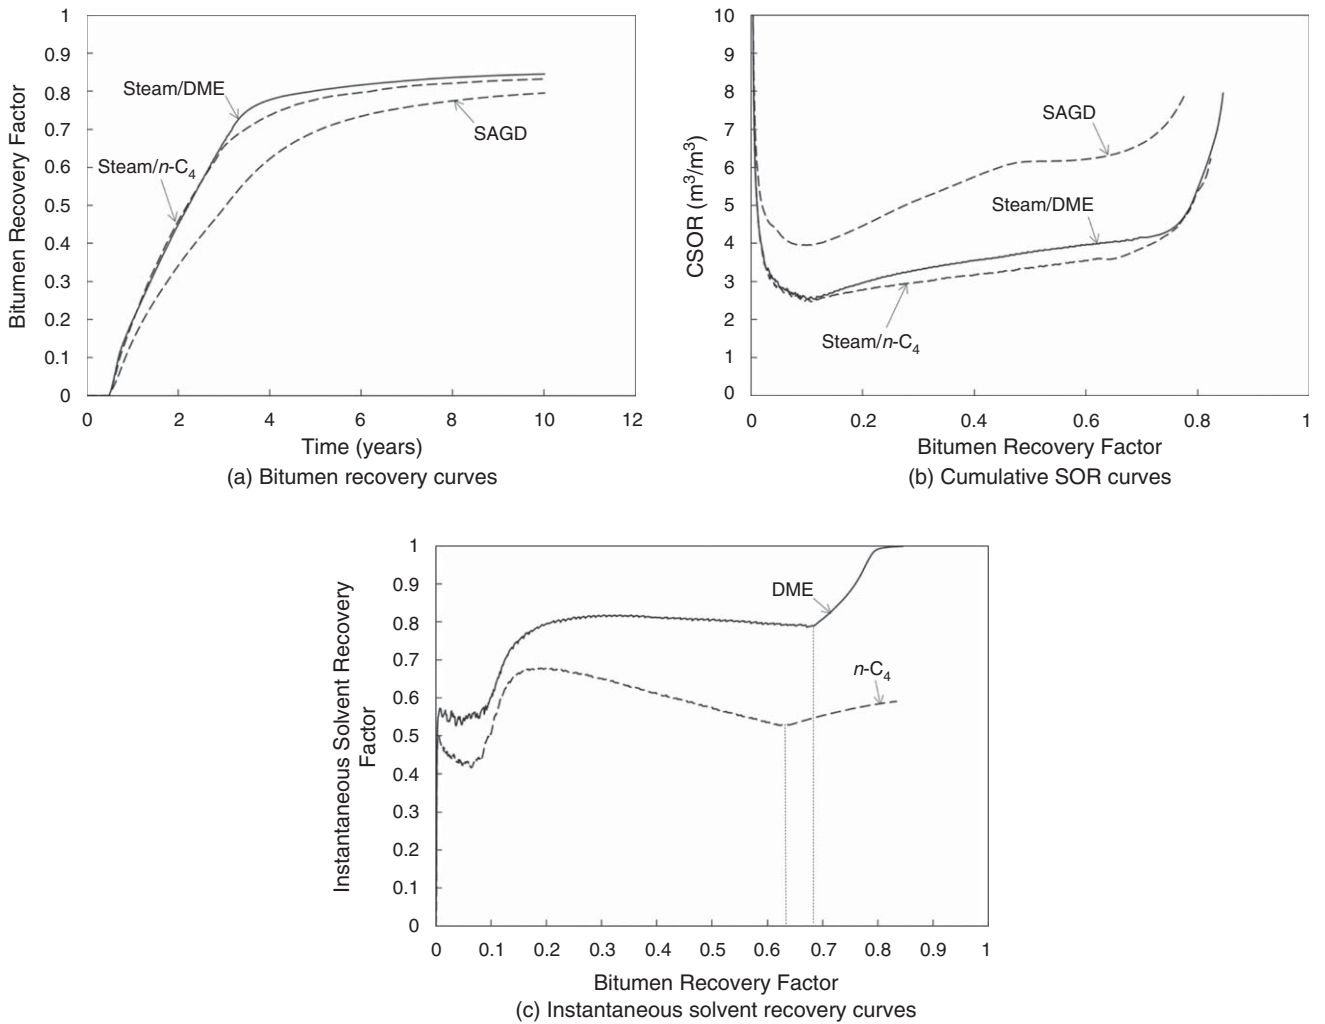 1
0.9
0.8
0.7
0.6
0.5
0.4
0.3
0.2
0.1
0
Bitumen Recovery Factor
Steam/DME
Steam/n-C4
SAGD
0 2 4 6 8 10 12
Time (years)
(a) Bitumen recovery curves
10
9
8
7
6
5
4
3
2
1
0
CSOR (m3/m3)
SAGD
Steam/DME
Steam/n-C4
0 0.2 0.4 0.6 0.8 1
Bitumen Recovery Factor
(b) Cumulative SOR curves
1
0.9
0.8
0.7
0.6
0.5
0.4
0.3
0.2
0.1
0
Instantaneous Solvent Recovery
Factor
DME
n-C4
0 0.1 0.2 0.3 0.4 0.5 0.6 0.7 0.8 0.9 1
Bitumen Recovery Factor
(c) Instantaneous solvent recovery curves